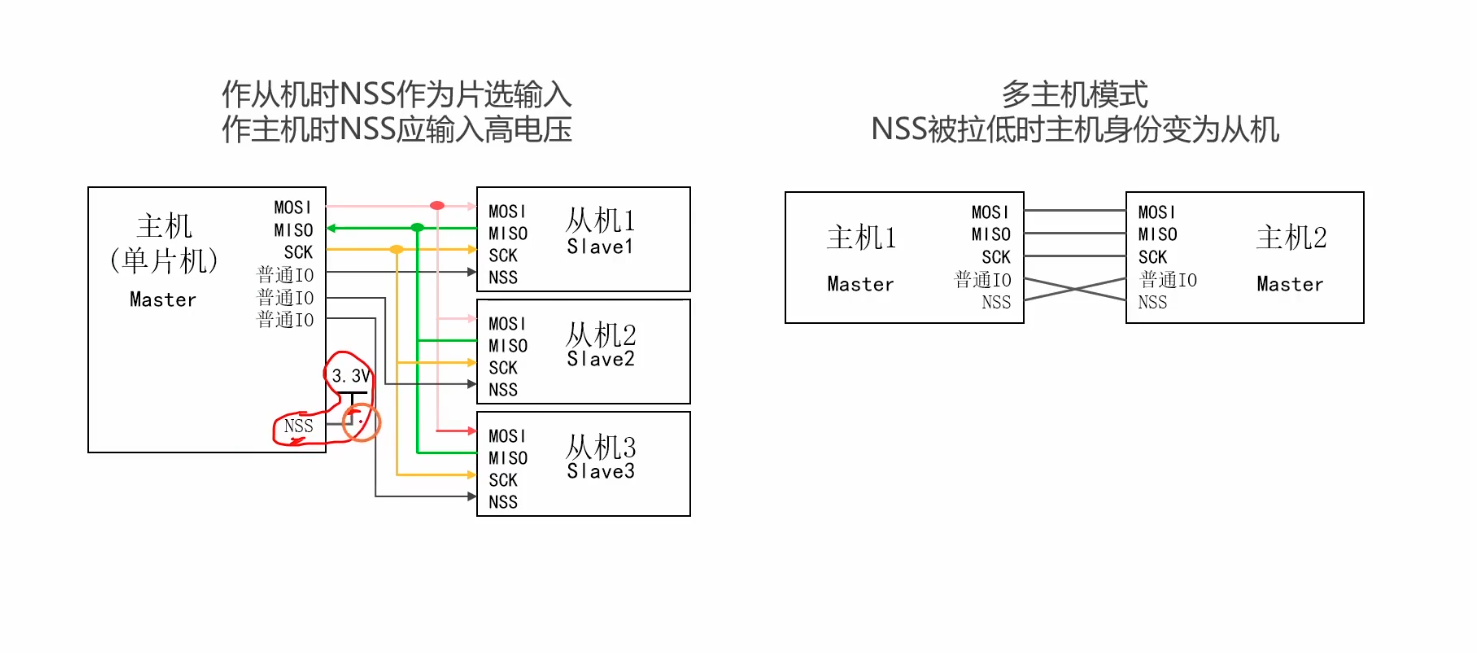 作从机时NSS作为片选输入
作主机时NSS应输入高电压
主机
(单片机)
Master
MOSI
MISO
SCK
普通IO
普通IO
普通IO
3.3V
NSS
MOSI
MISO
SCK
NSS
从机1
Slave1
MOSI
MISO
SCK
NSS
从机2
Slave2
MOSI
MISO
SCK
NSS
从机3
Slave3
多主机模式
NSS被拉低时主机身份变为从机
主机1
Master
MOSI
MISO
SCK
普通IO
NSS
MOSI
MISO
SCK
普通IO
NSS
主机2
Master